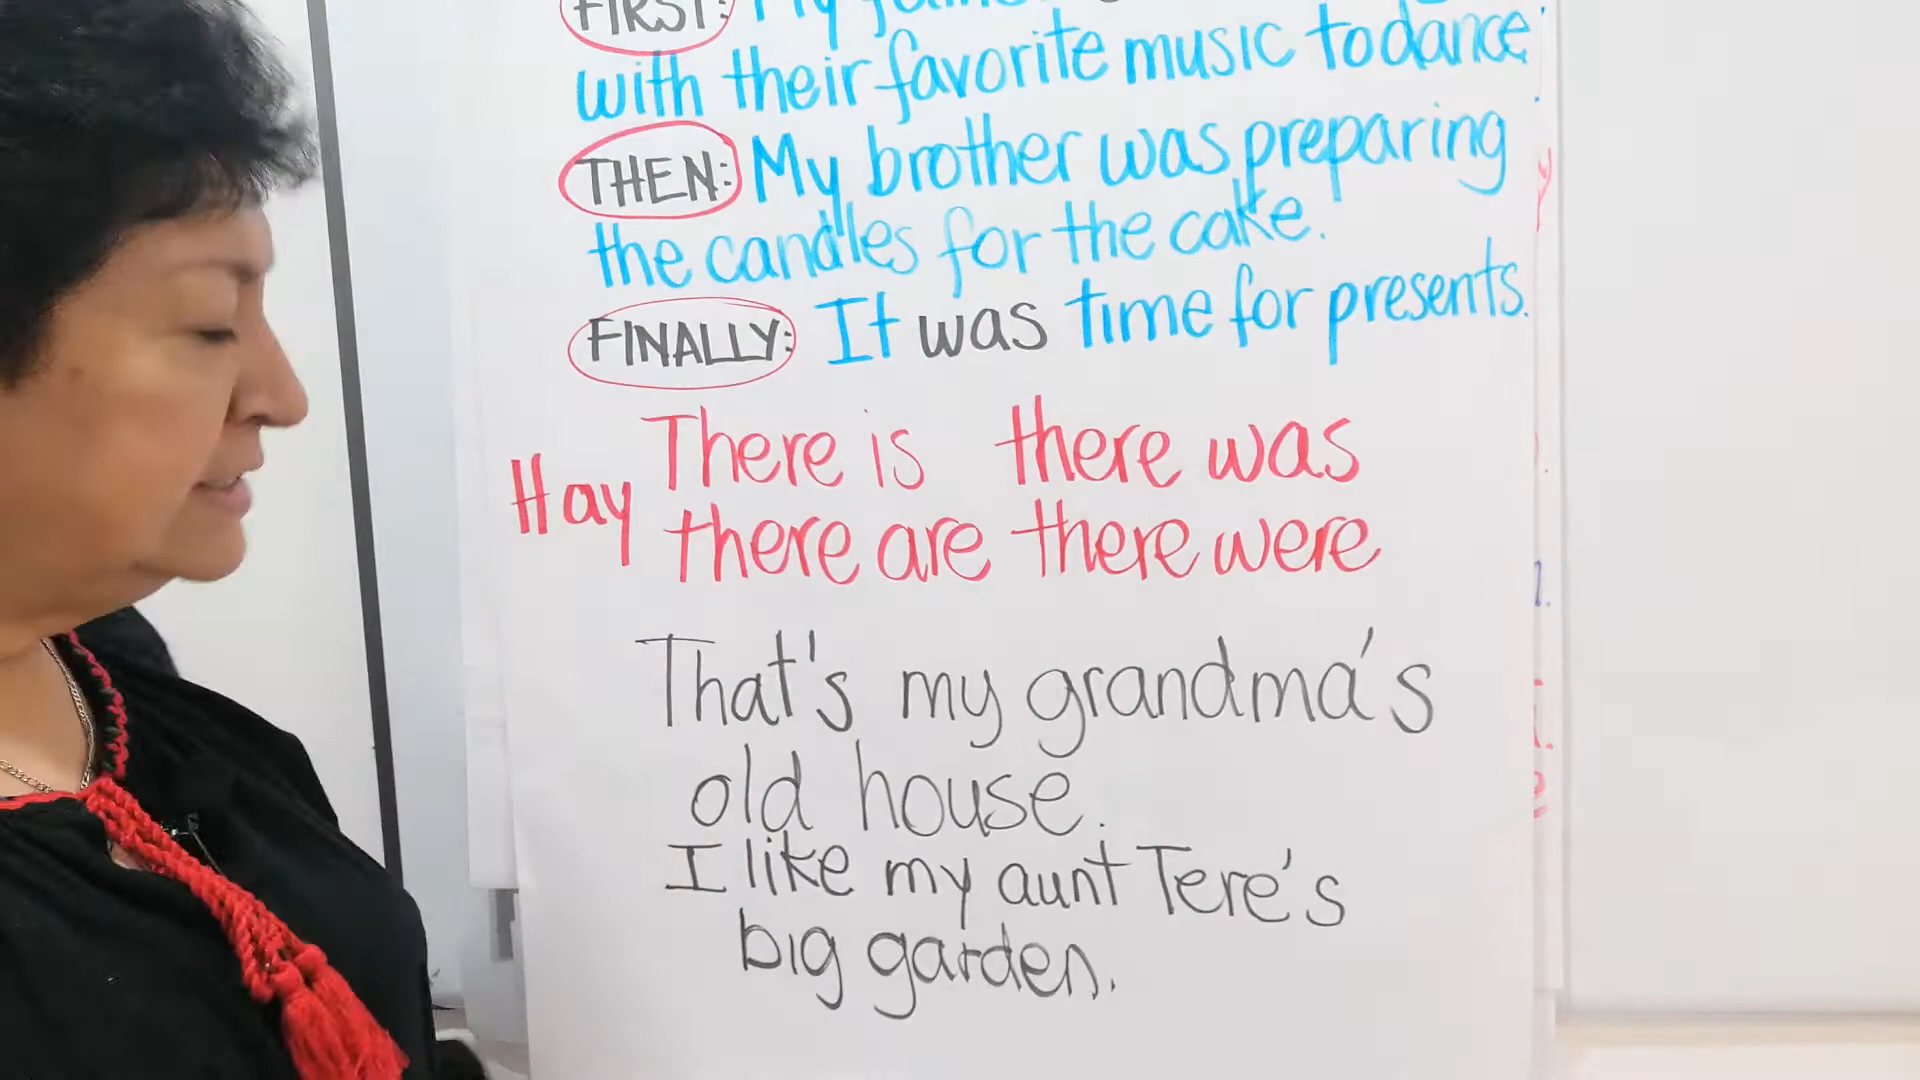 FIRST: My
with their favorite music to dance.
THEN: My brother was preparing
the candles for the cake.
FINALLY: It was time for presents.
There is there was
Hay
there are there were
That's my grandma's
old house.
I like my aunt Tere's
big garden.